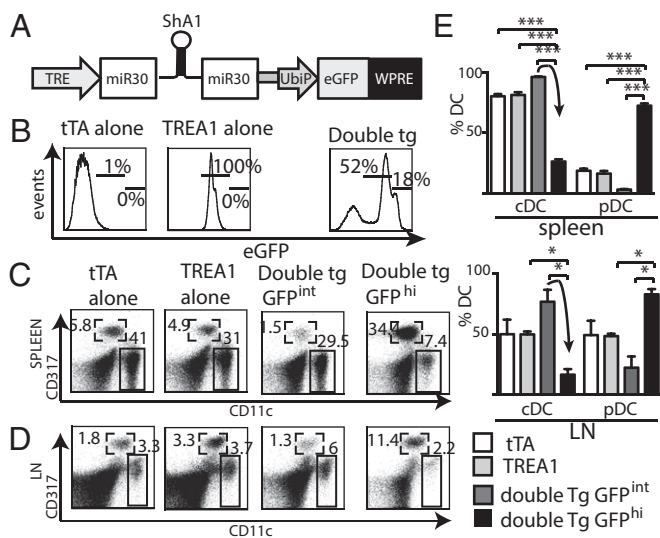 A
ShA1
TRE
miR30
miR30
UbiP
eGFP
WPRE
B
tTA alone
TREA1 alone
Double tg
1%
0%
100%
0%
52%
18%
events
eGFP
C
tTA
alone
TREA1
alone
Double tg
GFPint
Double tg
GFPhi
SPLEEN
CD317
5.8
41
4.9
31
1.5
29.5
7.4
CD11c
D
LN
CD317
1.8
3.3
3.3
3.7
1.3
6
11.4
2.2
CD11c
E
***
***
***
***
***
***
% DC
100
50
cDC
pDC
spleen
*
*
*
*
% DC
100
50
cDC
pDC
LN
tTA
TREA1
double Tg GFPint
double Tg GFPhi